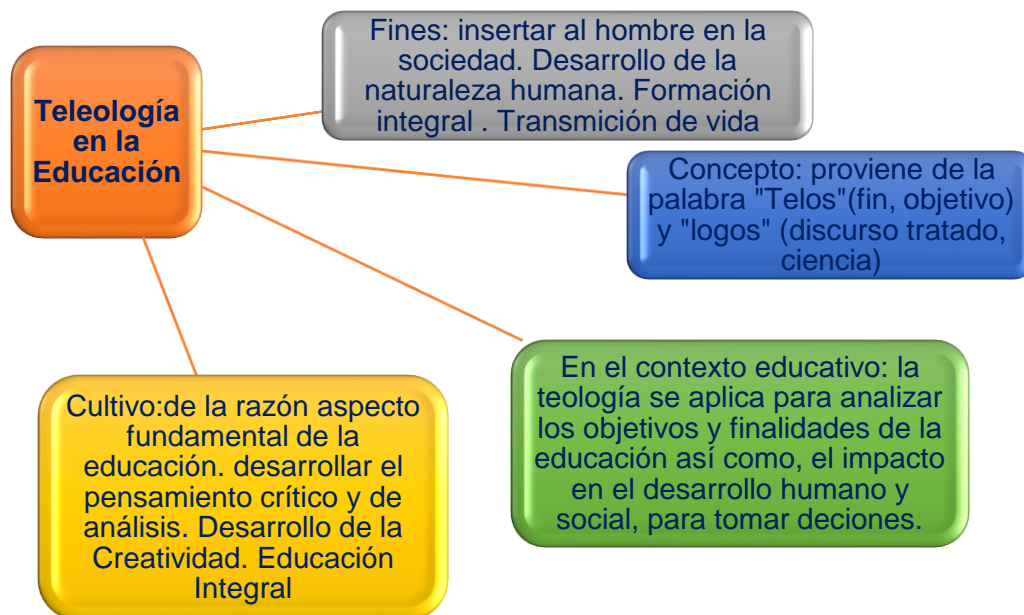 Teleología
en la
Educación
Fines: insertar al hombre en la
sociedad. Desarrollo de la
naturaleza humana. Formación
integral . Transmición de vida
Concepto: proviene de la
palabra "Telos"(fin, objetivo)
y "logos" (discurso tratado,
ciencia)
En el contexto educativo: la
teología se aplica para analizar
los objetivos y finalidades de la
educación así como, el impacto
en el desarrollo humano y
social, para tomar deciones.
Cultivo:de la razón aspecto
fundamental de la
educación. desarrollar el
pensamiento crítico y de
análisis. Desarrollo de la
Creatividad. Educación
Integral